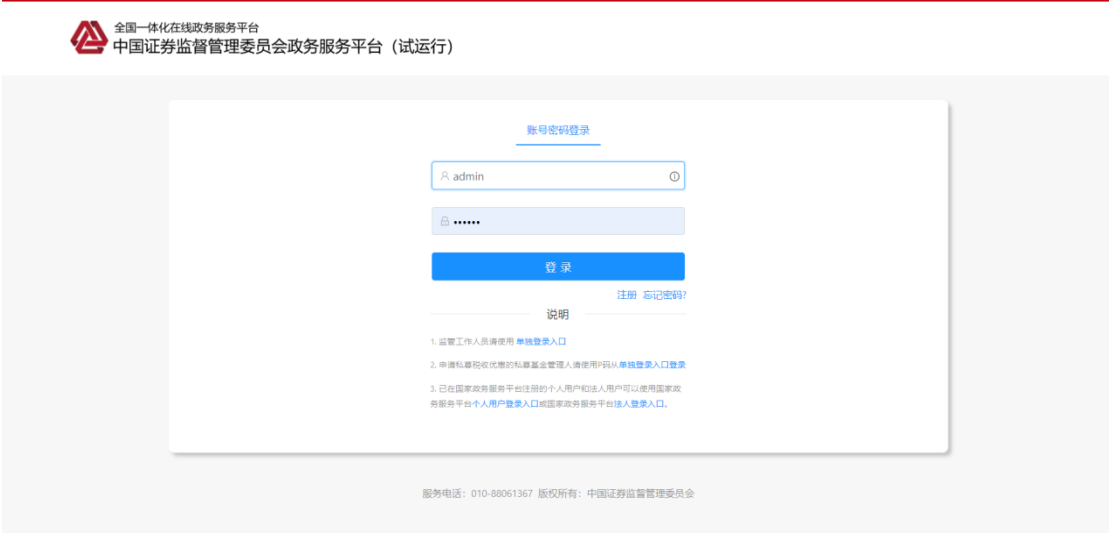 全国一体化在线政务服务平台
中国证券监督管理委员会政务服务平台（试运行）
账号密码登录
admin
••••••
登 录
注册 忘记密码?
说明
1. 监管工作人员请使用 单独登录入口
2. 申请私募税收优惠的私募基金管理人请使用P码从单独登录入口登录
3. 已在国家政务服务平台注册的个人用户和法人用户可以使用国家政
务服务平台个人用户登录入口或国家政务服务平台法人登录入口。
服务电话：010-88061367 版权所有：中国证券监督管理委员会